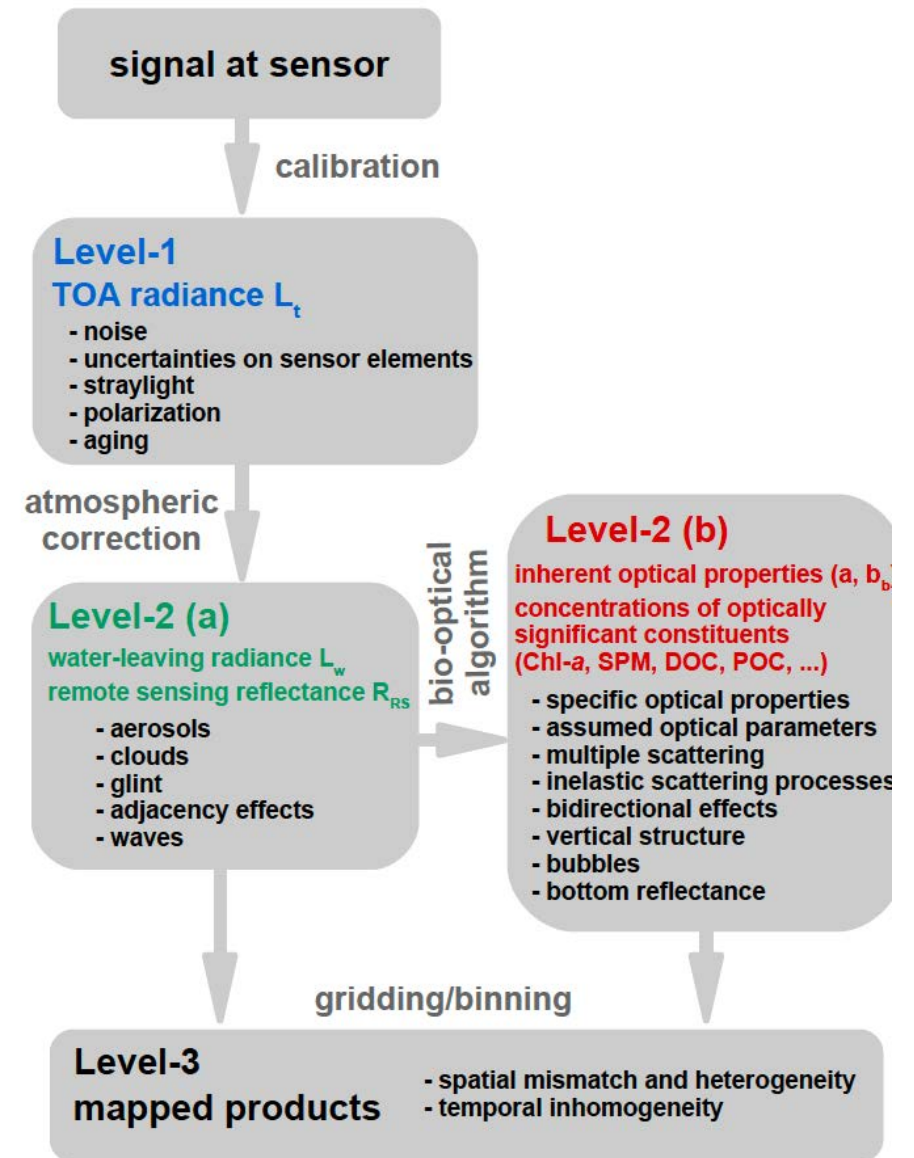 signal at sensor
calibration
Level-1
TOA radiance Lt
- noise
- uncertainties on sensor elements
- straylight
- polarization
- aging
atmospheric
correction
Level-2 (a)
water-leaving radiance Lw
remote sensing reflectance RRS
- aerosols
- clouds
- glint
- adjacency effects
- waves
bio-optical
algorithm
Level-2 (b)
inherent optical properties (a, bb)
concentrations of optically
significant constituents
(Chl-a, SPM, DOC, POC, ...)
- specific optical properties
- assumed optical parameters
- multiple scattering
- inelastic scattering processes
- bidirectional effects
- vertical structure
- bubbles
- bottom reflectance
gridding/binning
Level-3
mapped products
- spatial mismatch and heterogeneity
- temporal inhomogeneity